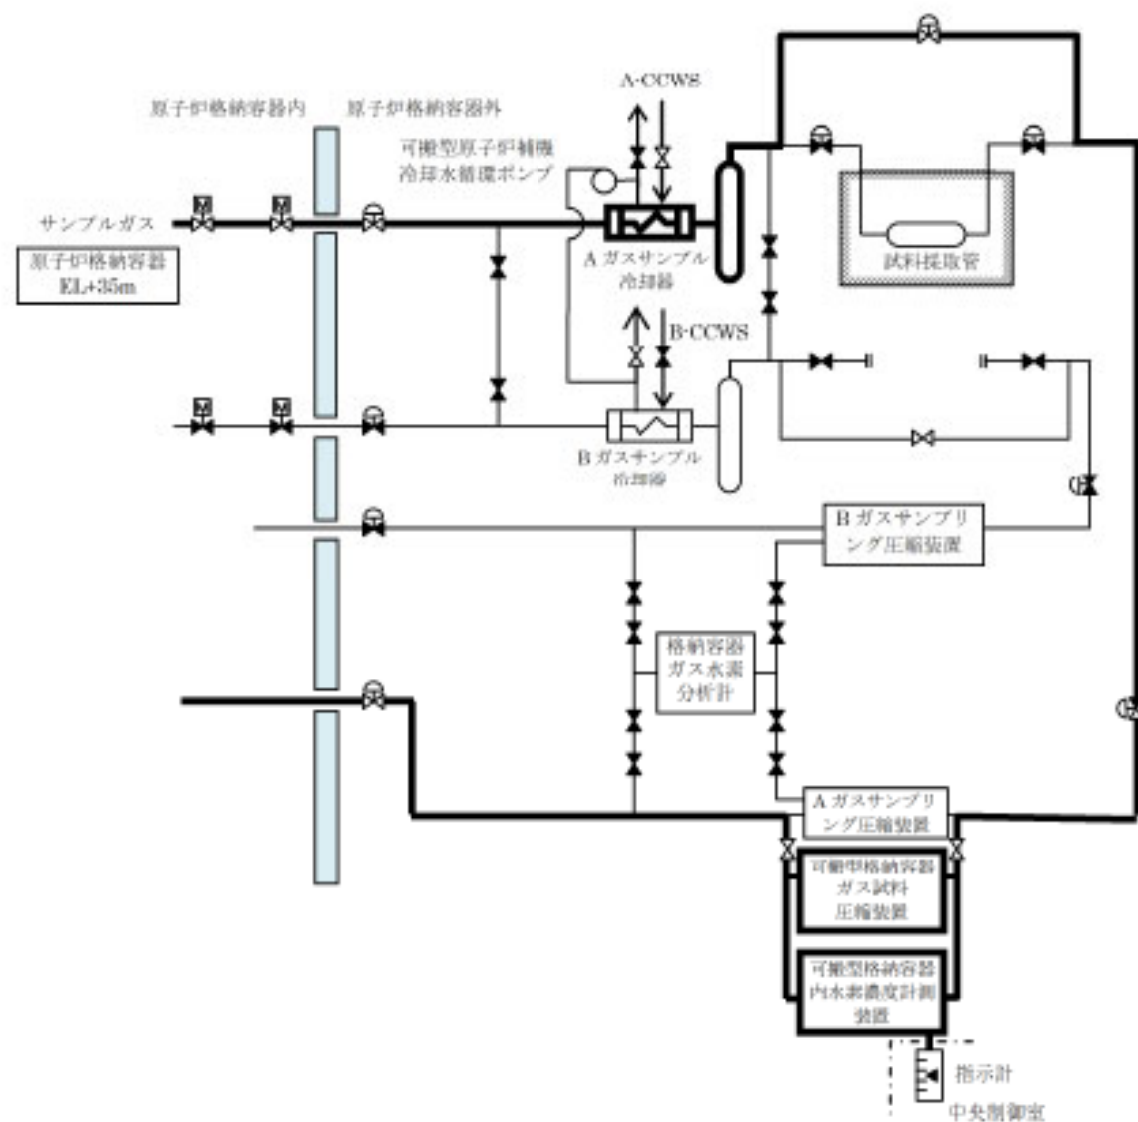 A-CCWS
原子炉格納容器内
原子炉格納容器外
可搬型原子炉補機
冷却水循環ポンプ
M
M
サンプルガス
原子炉格納容器
EL+35m
Aガスサンプル
冷却器
試料採取管
B-CCWS
M
M
Bガスサンプル
冷却器
Bガスサンプリ
ング圧縮装置
格納容器
ガス水素
分析計
Aガスサンプリ
ング圧縮装置
可搬型格納容器
ガス試料
圧縮装置
可搬型格納容器
内水素濃度計測
装置
指示計
中央制御室